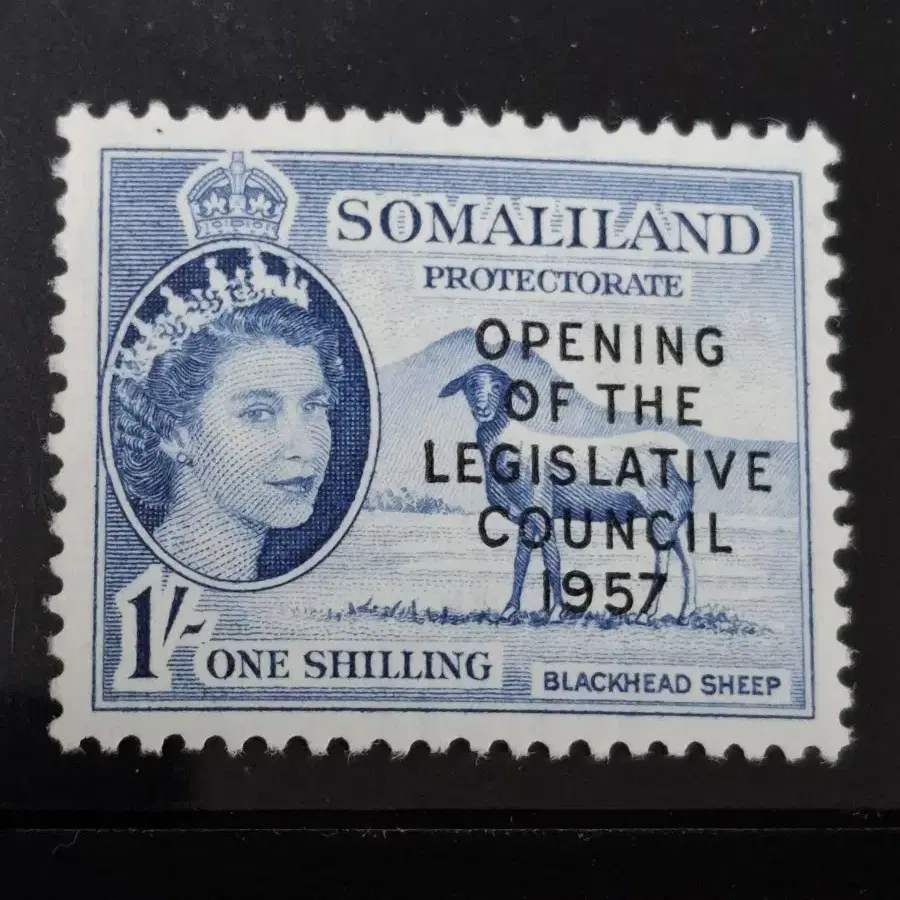 SOMALILAND
PROTECTORATE
OPENING
OF THE
LEGISLATIVE
COUNCIL
1957
1/-
ONE SHILLING
BLACKHEAD SHEEP